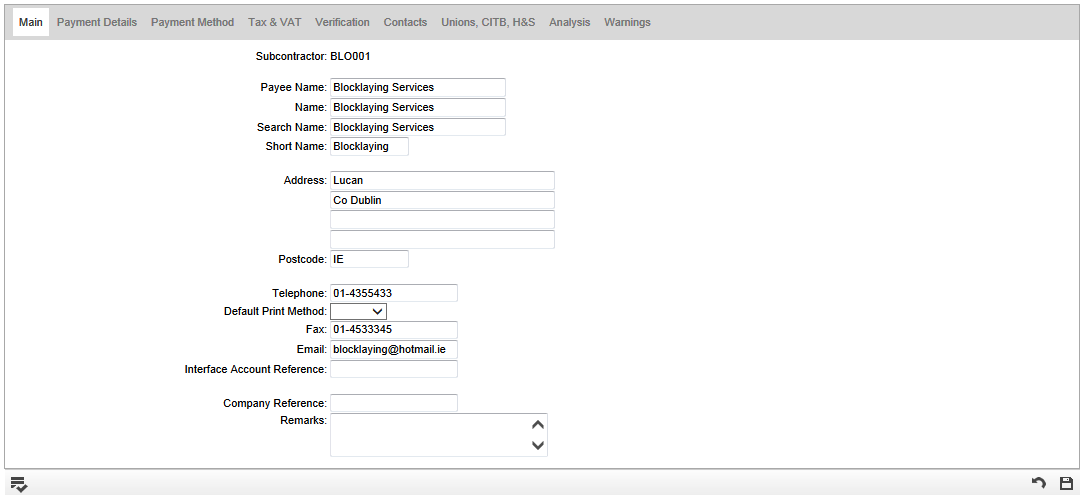 Main Payment Details Payment Method Tax & VAT Verification Contacts Unions, CITB, H&S Analysis Warnings
Subcontractor: BLO001
Payee Name: Blocklaying Services
Name: Blocklaying Services
Search Name: Blocklaying Services
Short Name: Blocklaying
Address: Lucan
Co Dublin
Postcode: IE
Telephone: 01-4355433
Default Print Method:
Fax: 01-4533345
Email: blocklaying@hotmail.ie
Interface Account Reference:
Company Reference:
Remarks: